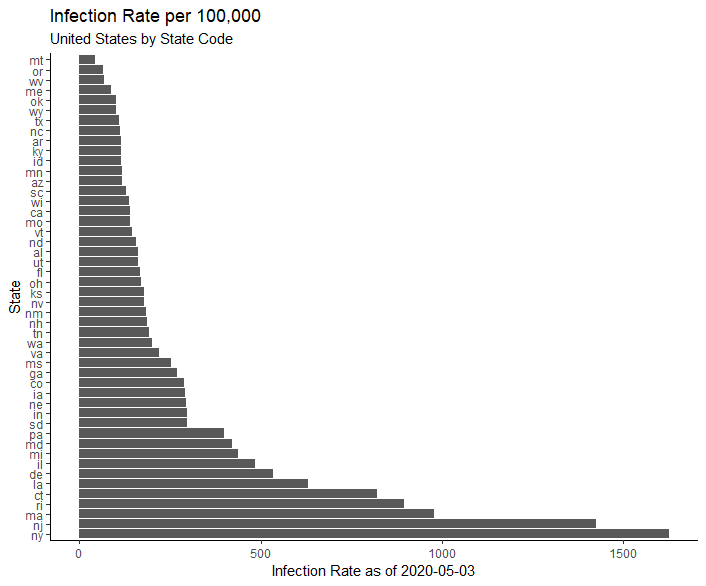 Infection Rate per 100,000
United States by State Code
mt
or
wv
me
ok
wy
tx
nc
ar
ky
id
mn
az
sc
wi
ca
mo
vt
nd
al
ut
fl
oh
ks
nv
nm
nh
tn
wa
va
ms
ga
co
ia
ne
in
sd
pa
md
mi
il
de
la
ct
ri
ma
nj
ny
State
0 500 1000 1500
Infection Rate as of 2020-05-03